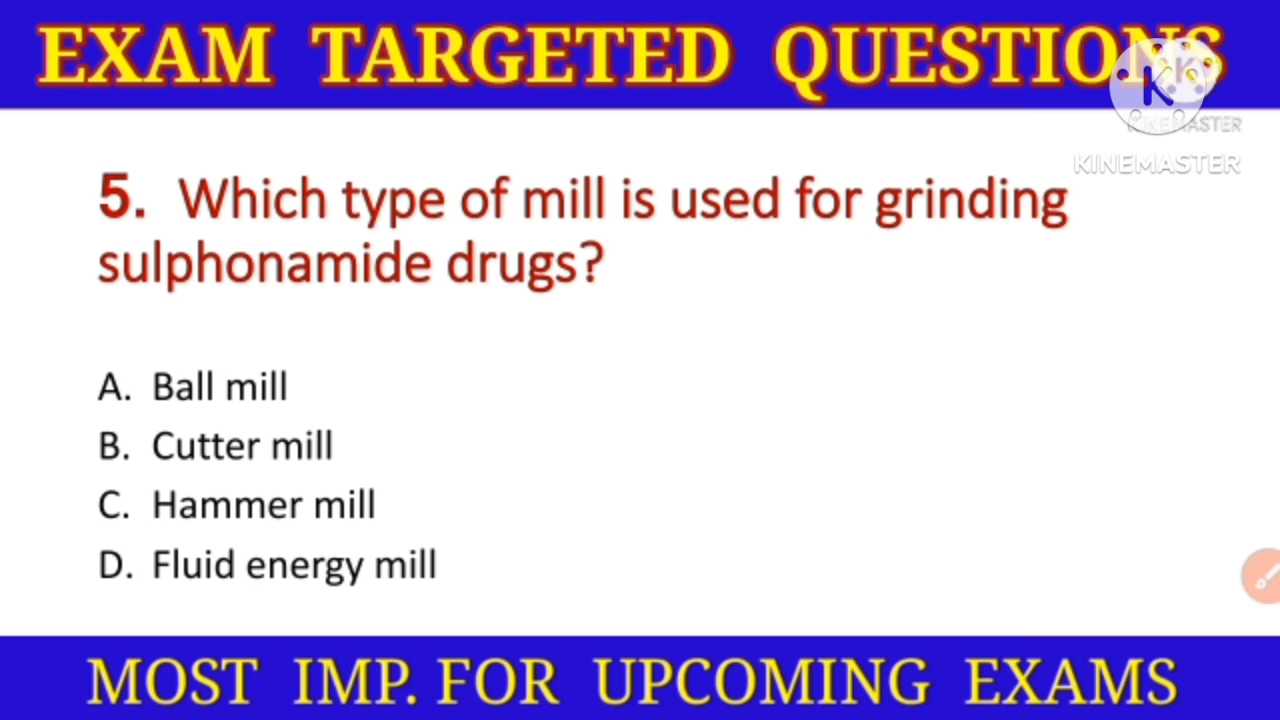 EXAM TARGETED QUESTIONS
KINEMASTER
KINEMASTER
5. Which type of mill is used for grinding
sulphonamide drugs?
A. Ball mill
B. Cutter mill
C. Hammer mill
D. Fluid energy mill
MOST IMP. FOR UPCOMING EXAMS